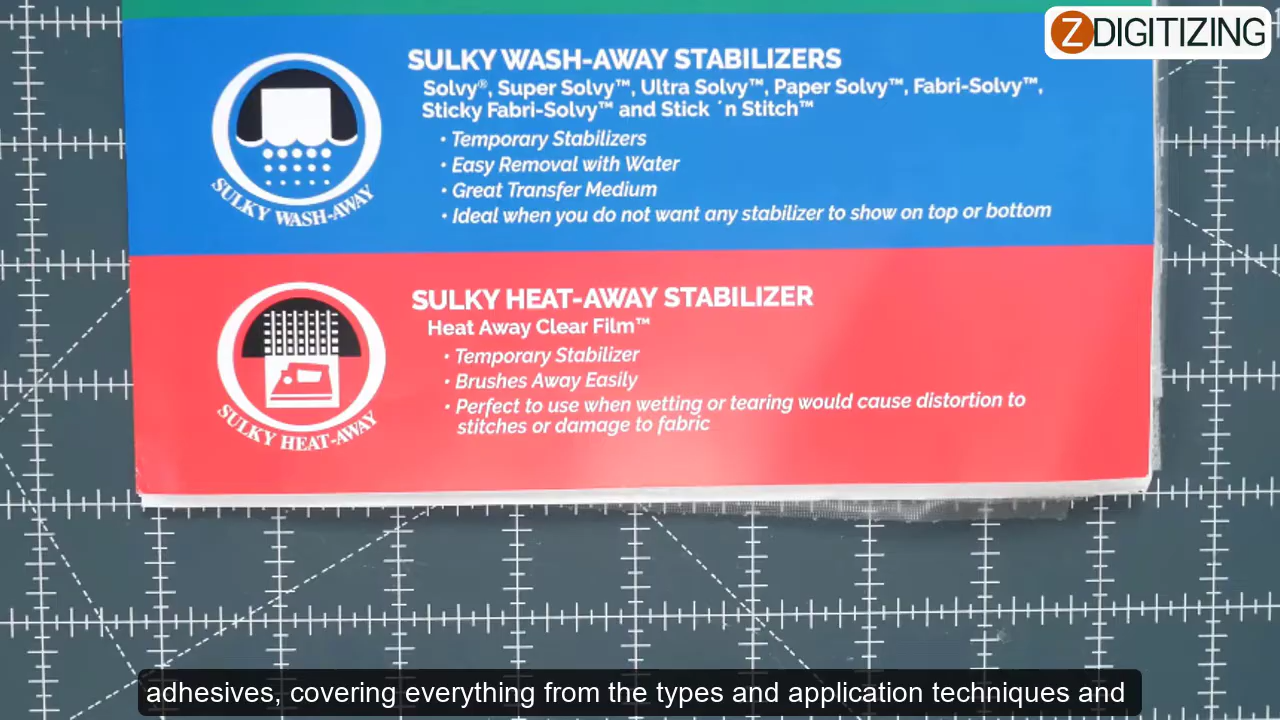 ZDIGITIZING
SULKY WASH-AWAY STABILIZERS
Solvy®, Super Solvy™, Ultra Solvy™, Paper Solvy™, Fabri-Solvy™,
Sticky Fabri-Solvy™ and Stick ´n Stitch™
• Temporary Stabilizers
• Easy Removal with Water
• Great Transfer Medium
• Ideal when you do not want any stabilizer to show on top or bottom
SULKY WASH-AWAY
SULKY HEAT-AWAY STABILIZER
Heat Away Clear Film™
• Temporary Stabilizer
• Brushes Away Easily
• Perfect to use when wetting or tearing would cause distortion to
stitches or damage to fabric
SULKY HEAT-AWAY
adhesives, covering everything from the types and application techniques and